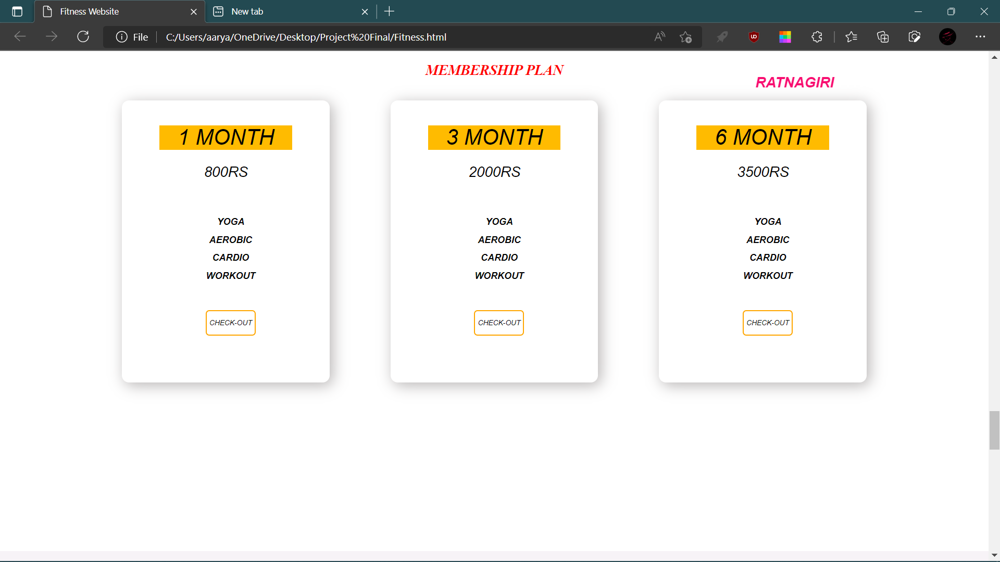 Fitness Website
New tab
File
C:/Users/aarya/OneDrive/Desktop/Project%20Final/Fitness.html
MEMBERSHIP PLAN
RATNAGIRI
1 MONTH
800RS
YOGA
AEROBIC
CARDIO
WORKOUT
CHECK-OUT
3 MONTH
2000RS
YOGA
AEROBIC
CARDIO
WORKOUT
CHECK-OUT
6 MONTH
3500RS
YOGA
AEROBIC
CARDIO
WORKOUT
CHECK-OUT